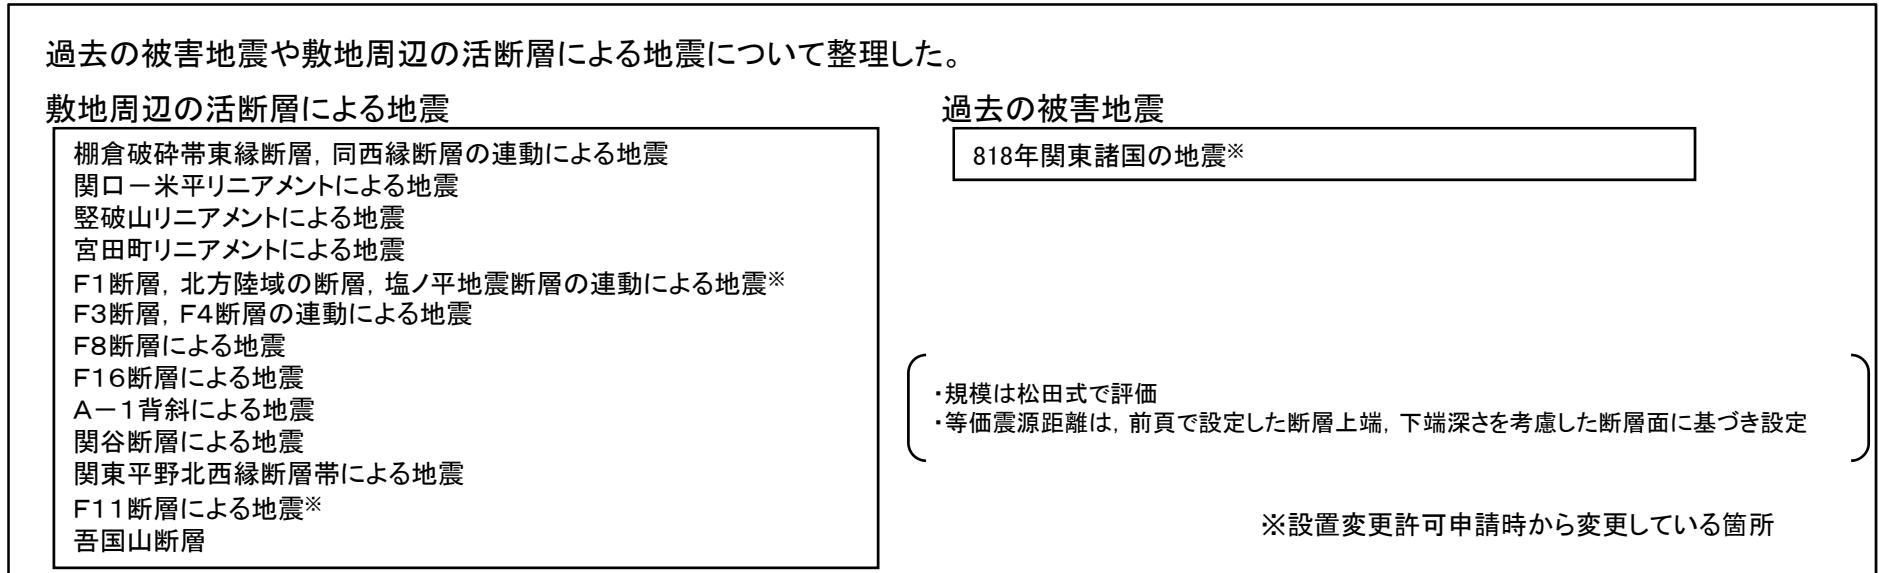 過去の被害地震や敷地周辺の活断層による地震について整理した。
敷地周辺の活断層による地震
棚倉破砕帯東縁断層，同西縁断層の連動による地震
関口－米平リニアメントによる地震
竪破山リニアメントによる地震
宮田町リニアメントによる地震
Ｆ１断層，北方陸域の断層，塩ノ平地震断層の連動による地震※
Ｆ３断層，Ｆ４断層の連動による地震
Ｆ８断層による地震
Ｆ１６断層による地震
Ａ－１背斜による地震
関谷断層による地震
関東平野北西縁断層帯による地震
Ｆ１１断層による地震※
吾国山断層
過去の被害地震
818年関東諸国の地震※
・規模は松田式で評価
・等価震源距離は，前頁で設定した断層上端，下端深さを考慮した断層面に基づき設定
※設置変更許可申請時から変更している箇所